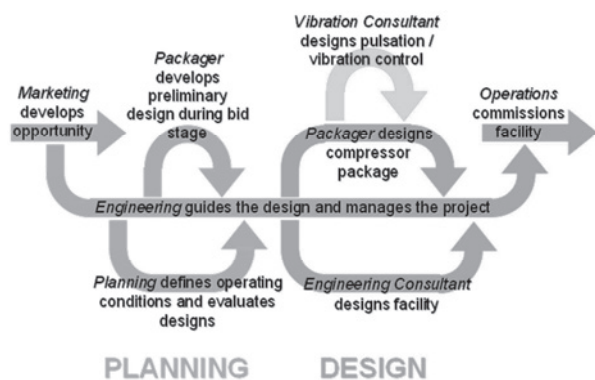 Marketing
develops
opportunity
Packager
develops
preliminary
design during bid
stage
Vibration Consultant
designs pulsation /
vibration control
Packager designs
compressor
package
Operations
commissions
facility
Engineering guides the design and manages the project
Planning defines operating
conditions and evaluates
designs
Engineering Consultant
designs facility
PLANNING
DESIGN